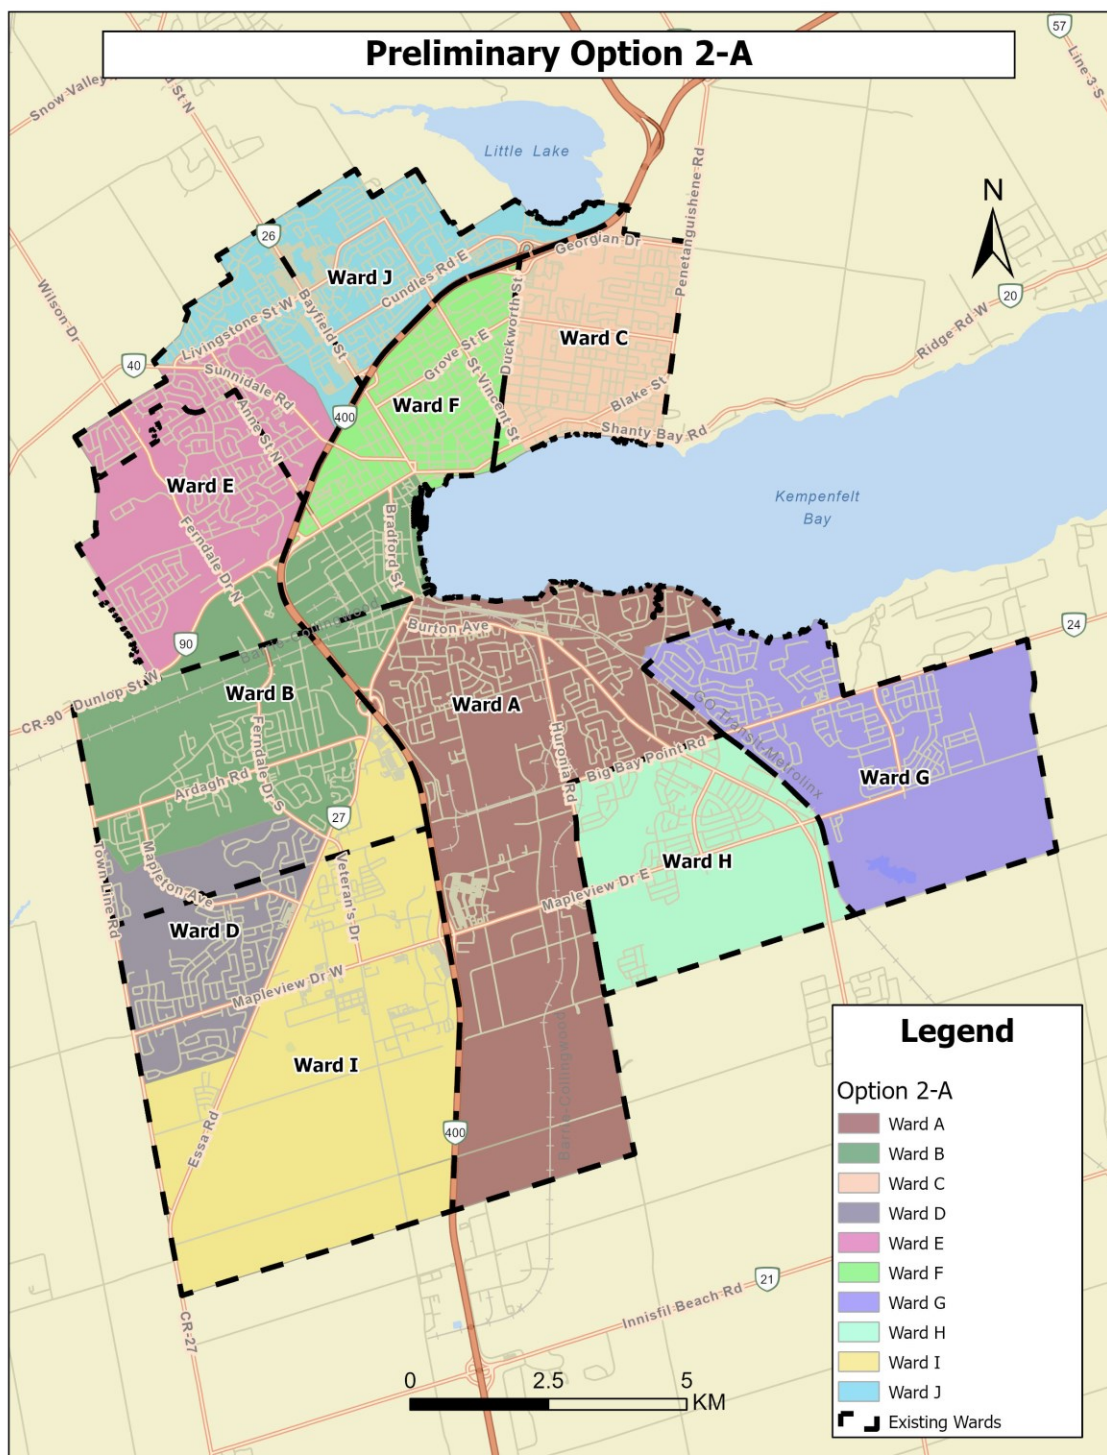 Preliminary Option 2-A
57
Line 3 S
Snow Valley
St N
Little Lake
Penetanguishene Rd
N
26
Georgian Dr
20
Ridge Rd W
Wilson Dr
Ward J
Cundles Rd E
Bayfield St
Livingstone St W
Duckworth St
Ward C
40
Grove St E
St Vincent St
Sunnidale Rd
Blake St
400
Ward F
Anne St N
Shanty Bay Rd
Ward E
Kempenfelt
Bay
Ferndale Dr N
Bradford St
90
Burton Ave
24
CR-90
Dunlop St W
Ward B
Ward A
GO Transit - Metrolinx
Ferndale Dr S
Huronia Rd
Big Bay Point Rd
Ardagh Rd
Ward G
27
Town Line Rd
Mapleton Ave
Veteran's Dr
Ward H
Mapleview Dr E
Ward D
Mapleview Dr W
Ward I
Barrie-Collingwood
Essa Rd
400
CR-27
21
Innisfil Beach Rd
0 2.5 5
KM
Legend
Option 2-A
Ward A
Ward B
Ward C
Ward D
Ward E
Ward F
Ward G
Ward H
Ward I
Ward J
Existing Wards